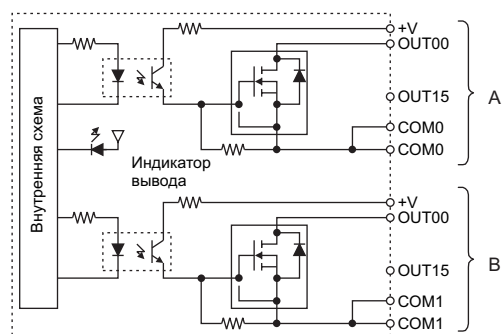 Внутренняя схема
Индикатор
вывода
+V
OUT00
OUT15
COM0
COM0
A
+V
OUT00
OUT15
COM1
COM1
B